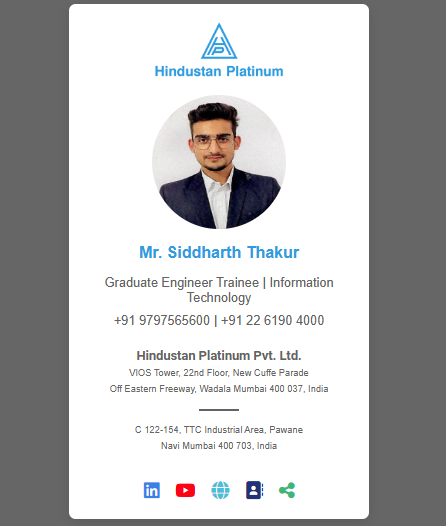 Hindustan Platinum
Mr. Siddharth Thakur
Graduate Engineer Trainee | Information
Technology
+91 9797565600 | +91 22 6190 4000
Hindustan Platinum Pvt. Ltd.
VIOS Tower, 22nd Floor, New Cuffe Parade
Off Eastern Freeway, Wadala Mumbai 400 037, India
C 122-154, TTC Industrial Area, Pawane
Navi Mumbai 400 703, India